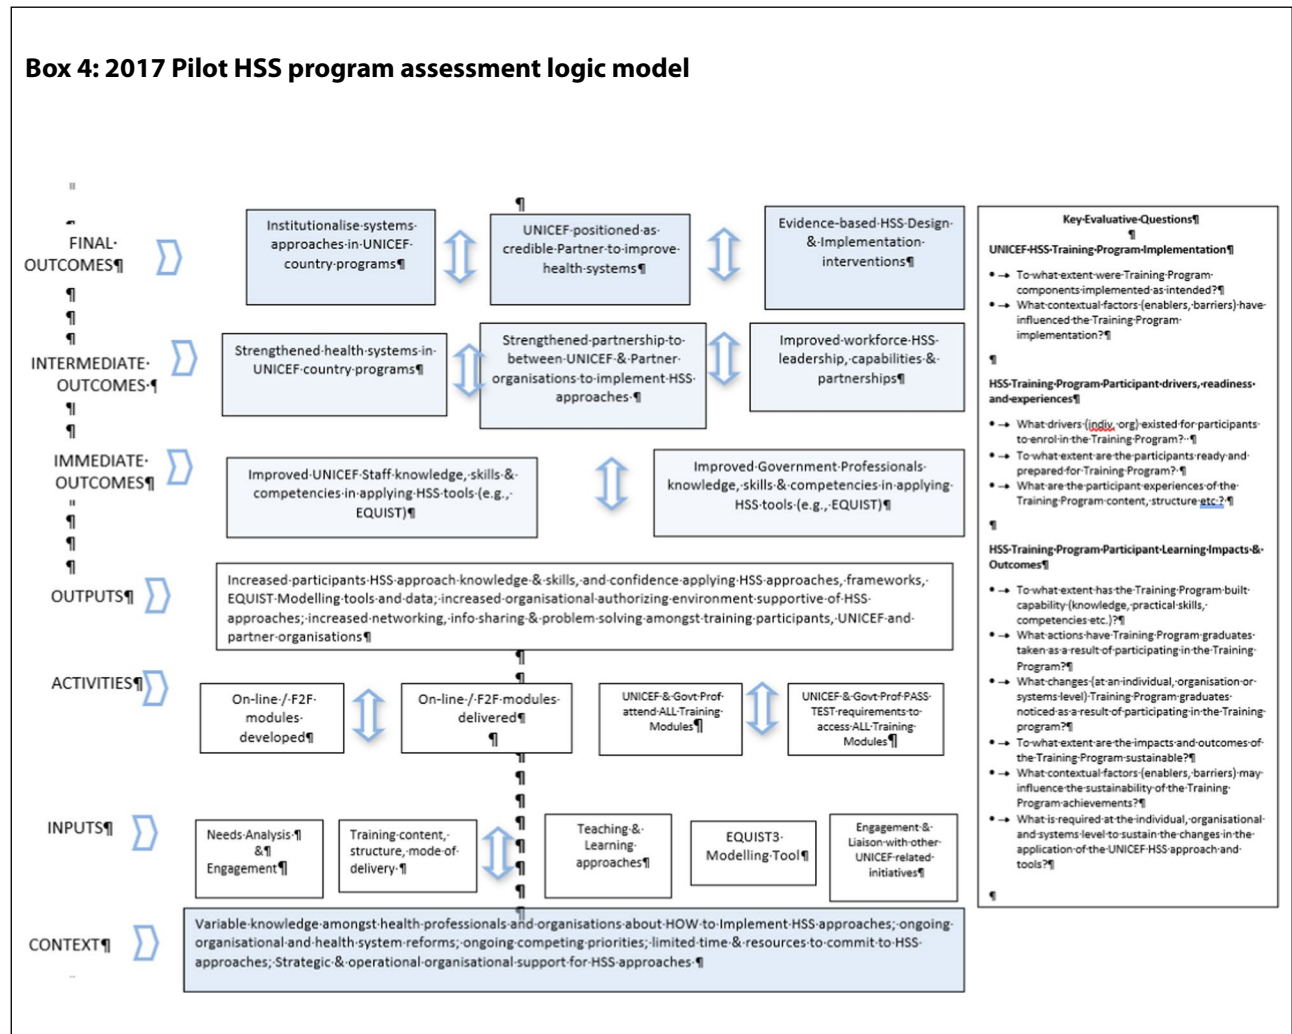 Box 4: 2017 Pilot HSS program assessment logic model
¶
FINAL·
OUTCOMES¶
Institutionalise·systems·
approaches·in·UNICEF·
country·programs¶
UNICEF·positioned·as·
credible·Partner·to·improve·
health·systems¶
Evidence-based·HSS·Design·
&·Implementation·
interventions¶
¶
¶
¶
¶
INTERMEDIATE·
OUTCOMES·¶
Strengthened·health·systems·in·
UNICEF·country·programs¶
Strengthened·partnership·to·
between·UNICEF·&·Partner·
organisations·to·implement·HSS·
approaches·¶
Improved·workforce·HSS·
leadership,·capabilities·&·
partnerships¶
¶
¶
¶
IMMEDIATE·
OUTCOMES¶
Improved·UNICEF·Staff·knowledge,·skills·&·
competencies·in·applying·HSS·tools·(e.g.,·
EQUIST)¶
Improved·Government·Professionals·
knowledge,·skills·&·competencies·in·applying·
HSS·tools·(e.g.,·EQUIST)¶
¶
¶
¶
¶
OUTPUTS¶
Increased·participants·HSS·approach·knowledge·&·skills,·and·confidence·applying·HSS·approaches,·frameworks,·
EQUIST·Modelling·tools·and·data;·increased·organisational·authorizing·environment·supportive·of·HSS·
approaches;·increased·networking,·info·sharing·&·problem·solving·amongst·training·participants,·UNICEF·and·
partner·organisations¶
¶
¶
ACTIVITIES¶
On-line·/·F2F·
modules·
developed¶
On-line·/·F2F·modules·
delivered¶
¶
UNICEF·&·Govt·Prof·
attend·ALL·Training·
Modules¶
UNICEF·&·Govt·Prof·PASS·
TEST·requirements·to·
access·ALL·Training·
Modules¶
¶
¶
¶
¶
¶
¶
¶
¶
¶
INPUTS¶
Needs·Analysis·¶
&¶
Engagement¶
Training·content,·
structure,·mode·of·
delivery·¶
Teaching·&·
Learning·
approaches¶
EQUIST3·
Modelling·Tool¶
Engagement·&·
Liaison·with·other·
UNICEF·related·
initiatives¶
CONTEXT¶
Variable·knowledge·amongst·health·professionals·and·organisations·about·HOW·to·Implement·HSS·approaches;·ongoing·
organisational·and·health·system·reforms;·ongoing·competing·priorities;·limited·time·&·resources·to·commit·to·HSS·
approaches;·Strategic·&·operational·organisational·support·for·HSS·approaches·¶
Key·Evaluative·Questions¶
¶
UNICEF·HSS·Training·Program·Implementation¶
•→To·what·extent·were·Training·Program·
components·implemented·as·intended?¶
•→What·contextual·factors·(enablers,·barriers)·have·
influenced·the·Training·Program·
implementation?¶
¶
HSS·Training·Program·Participant·drivers,·readiness·
and·experiences¶
•→What·drivers·(indiv,·org)·existed·for·participants·
to·enrol·in·the·Training·Program?··¶
•→To·what·extent·are·the·participants·ready·and·
prepared·for·Training·Program?·¶
•→What·are·the·participant·experiences·of·the·
Training·Program·content,·structure·etc·?·¶
¶
HSS·Training·Program·Participant·Learning·Impacts·&·
Outcomes¶
•→To·what·extent·has·the·Training·Program·built·
capability·(knowledge,·practical·skills,·
competencies·etc.)?¶
•→What·actions·have·Training·Program·graduates·
taken·as·a·result·of·participating·in·the·Training·
Program?¶
•→What·changes·(at·an·individual,·organisation·or·
systems·level)·Training·Program·graduates·
noticed·as·a·result·of·participating·in·the·Training·
program?¶
•→To·what·extent·are·the·impacts·and·outcomes·of·
the·Training·Program·sustainable?¶
•→What·contextual·factors·(enablers,·barriers)·may·
influence·the·sustainability·of·the·Training·
Program·achievements?¶
•→What·is·required·at·the·individual,·organisational·
and·systems·level·to·sustain·the·changes·in·the·
application·of·the·UNICEF·HSS·approach·and·
tools?¶
¶